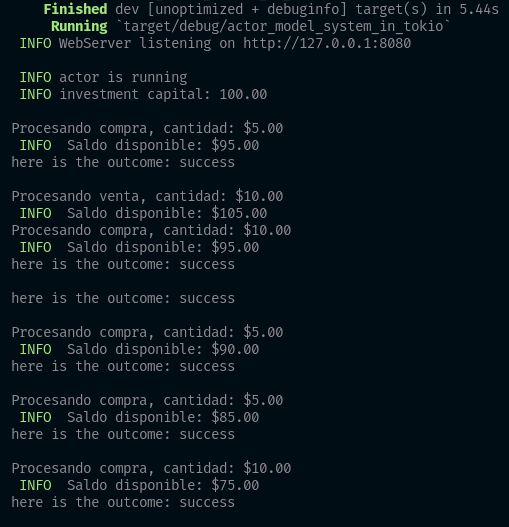 Finished dev [unoptimized + debuginfo] target(s) in 5.44s
Running `target/debug/actor_model_system_in_tokio`
INFO WebServer listening on http://127.0.0.1:8080
INFO actor is running
INFO investment capital: 100.00
Procesando compra, cantidad: $5.00
INFO  Saldo disponible: $95.00
here is the outcome: success
Procesando venta, cantidad: $10.00
INFO  Saldo disponible: $105.00
Procesando compra, cantidad: $10.00
INFO  Saldo disponible: $95.00
here is the outcome: success
here is the outcome: success
Procesando compra, cantidad: $5.00
INFO  Saldo disponible: $90.00
here is the outcome: success
Procesando compra, cantidad: $5.00
INFO  Saldo disponible: $85.00
here is the outcome: success
Procesando compra, cantidad: $10.00
INFO  Saldo disponible: $75.00
here is the outcome: success